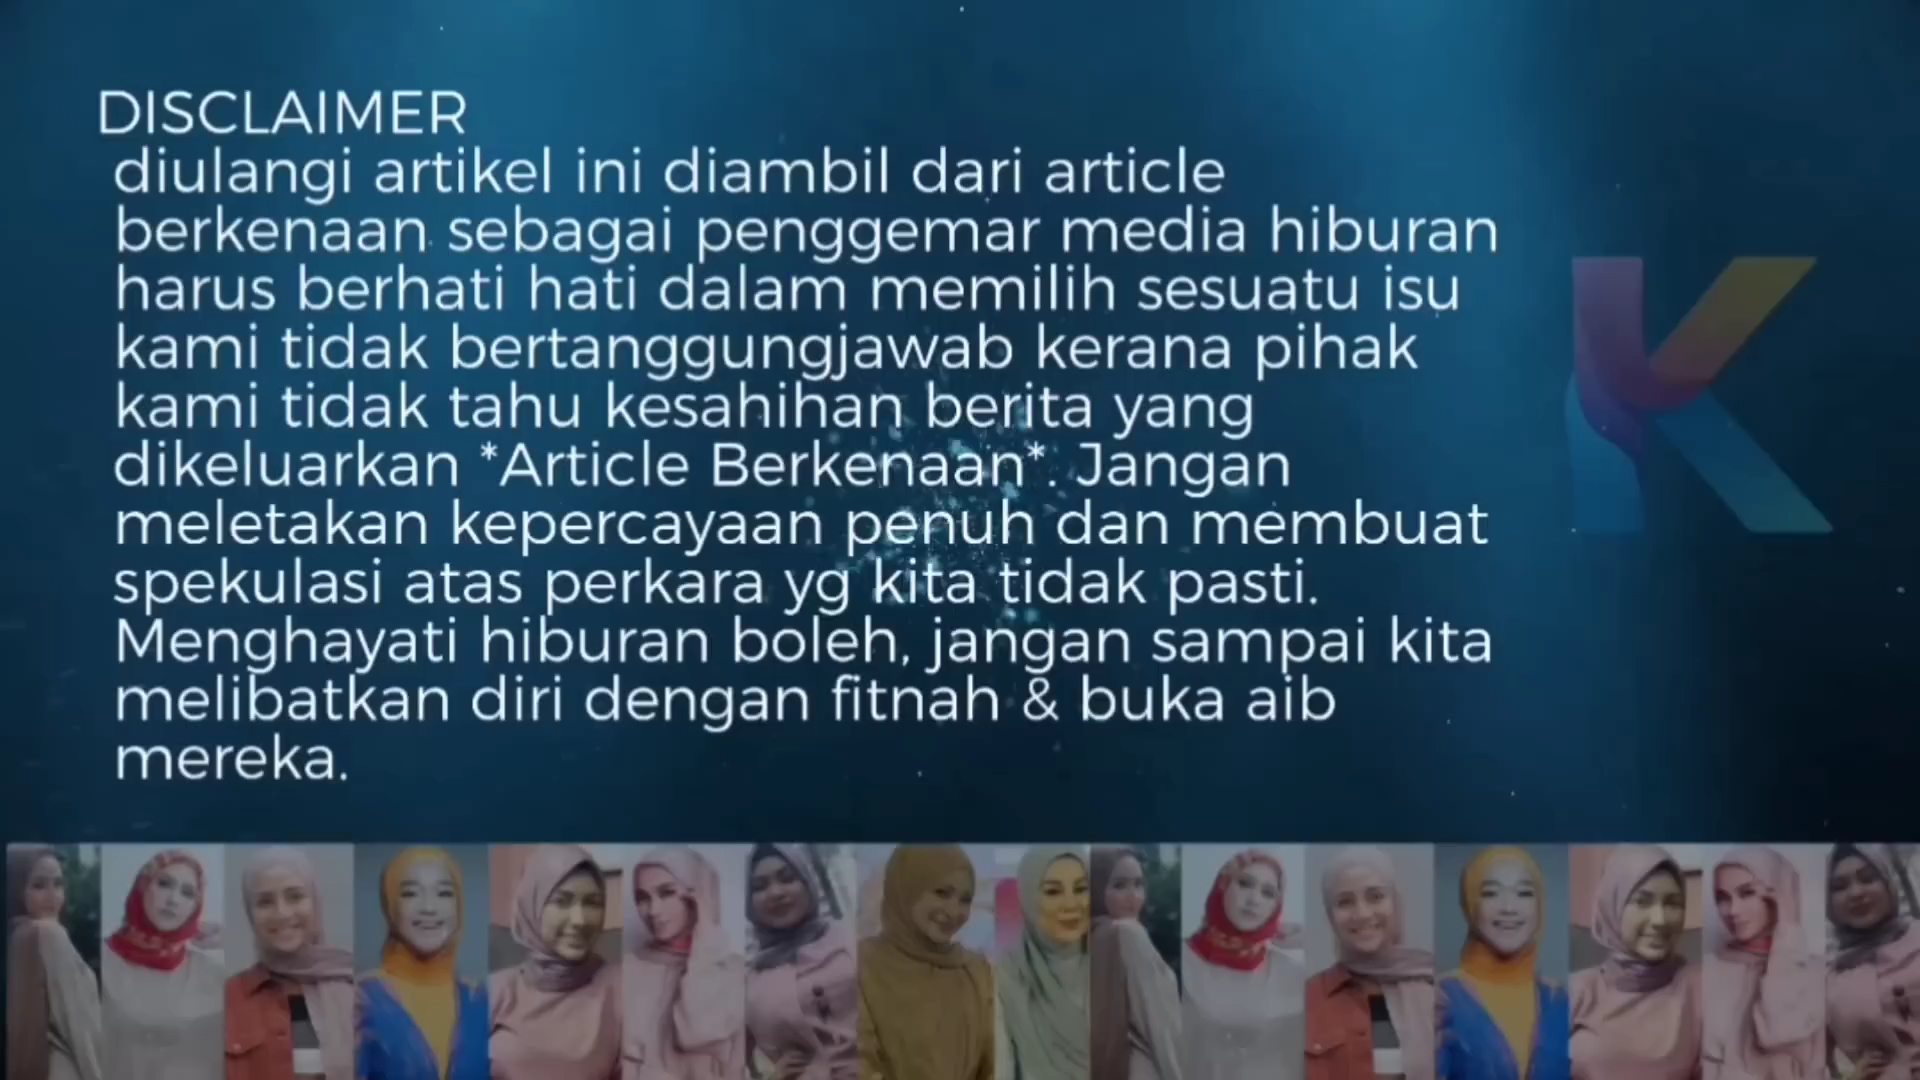 DISCLAIMER
diulangi artikel ini diambil dari article
berkenaan sebagai penggemar media hiburan
harus berhati hati dalam memilih sesuatu isu
kami tidak bertanggungjawab kerana pihak
kami tidak tahu kesahihan berita yang
dikeluarkan *Article Berkenaan*. Jangan
meletakan kepercayaan penuh dan membuat
spekulasi atas perkara yg kita tidak pasti.
Menghayati hiburan boleh, jangan sampai kita
melibatkan diri dengan fitnah & buka aib
mereka.
K